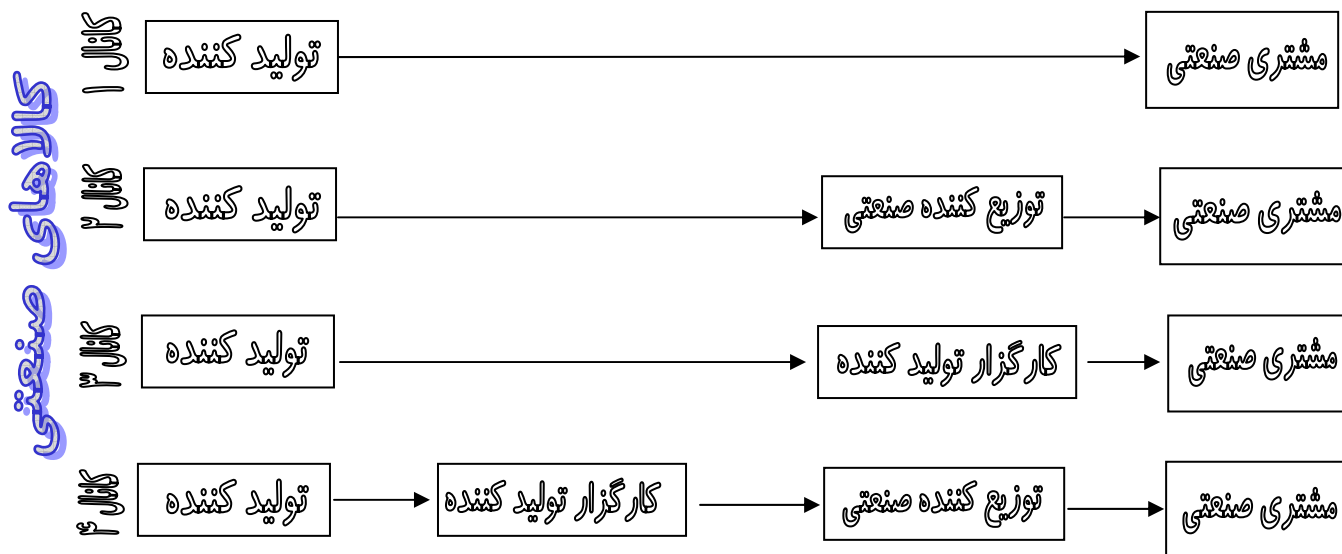 کالاهای صنعتی
کانال ۱
تولید کننده
مشتری صنعتی
کانال ۲
تولید کننده
توزیع کننده صنعتی
مشتری صنعتی
کانال ۳
تولید کننده
کارگزار تولید کننده
مشتری صنعتی
کانال ۴
تولید کننده
کارگزار تولید کننده
توزیع کننده صنعتی
مشتری صنعتی